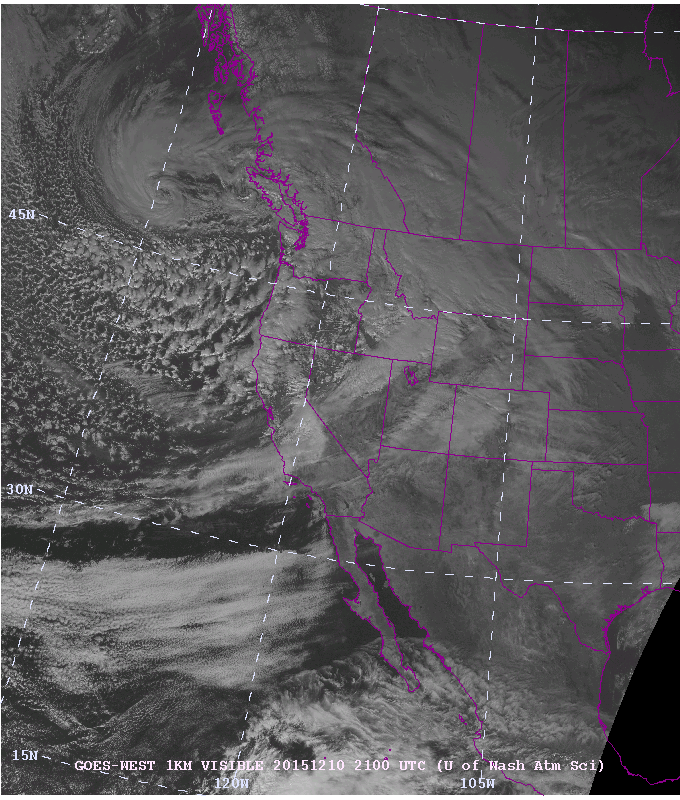 45N
30N
15N
GOES-WEST 1KM VISIBLE 20151210 2100 UTC (U of Wash Atm Sci)
120W
105W